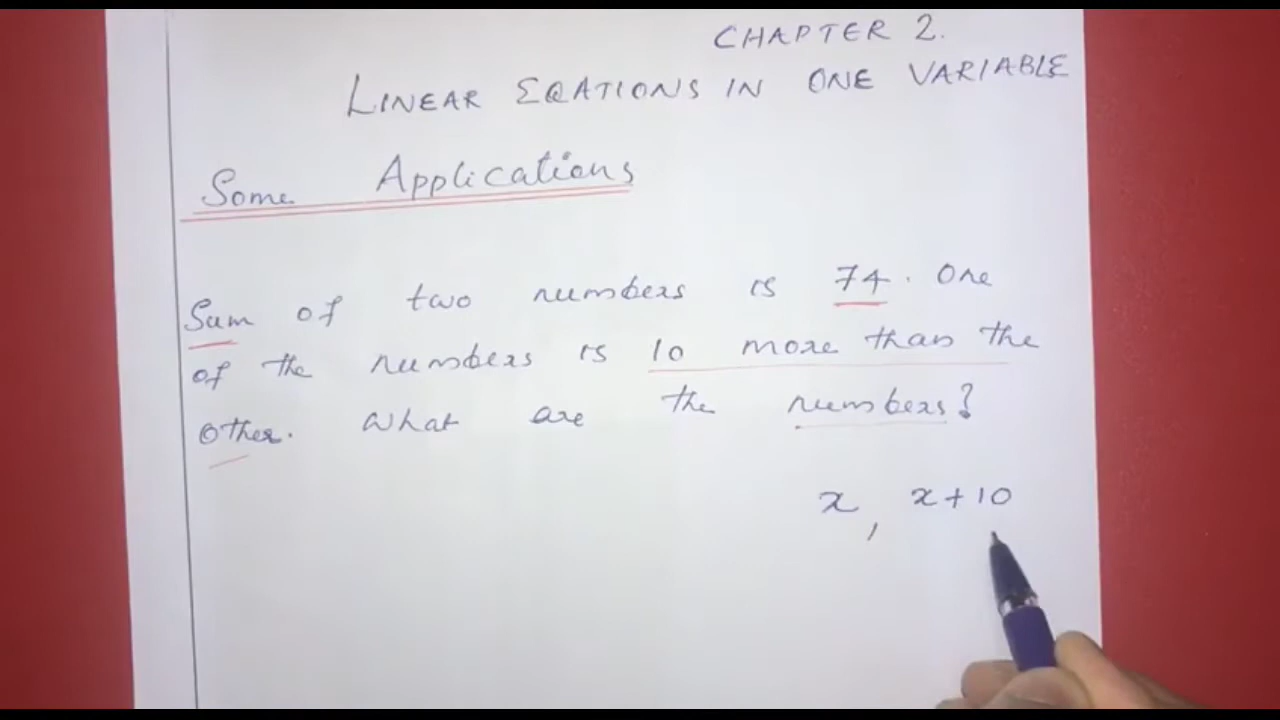 CHAPTER 2.
LINEAR EQATIONS IN ONE VARIABLE
Some Applications
Sum of two numbers is 74. One
of the numbers is 10 more than the
other. What are the numbers?
x, x+10